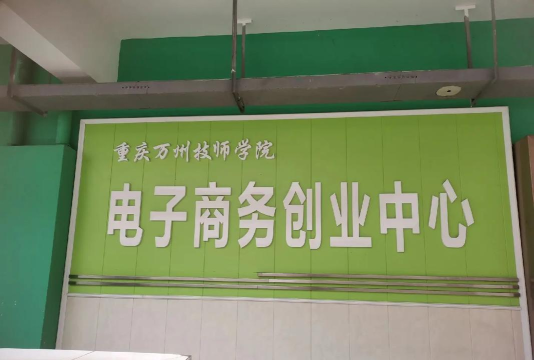 重庆万州技师学院
电子商务创业中心